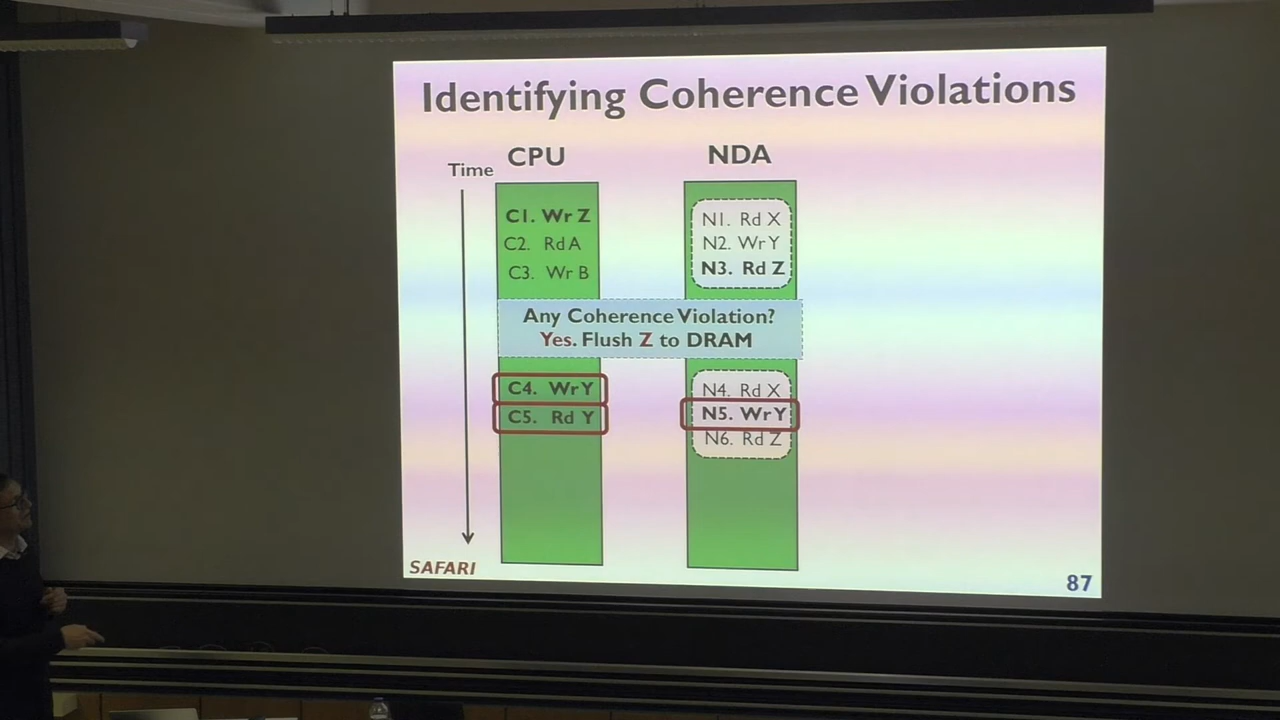 Identifying Coherence Violations
Time
CPU
NDA
C1. Wr Z
C2. Rd A
C3. Wr B
N1. Rd X
N2. Wr Y
N3. Rd Z
Any Coherence Violation?
Yes. Flush Z to DRAM
C4. Wr Y
C5. Rd Y
N4. Rd X
N5. Wr Y
N6. Rd Z
SAFARI
87